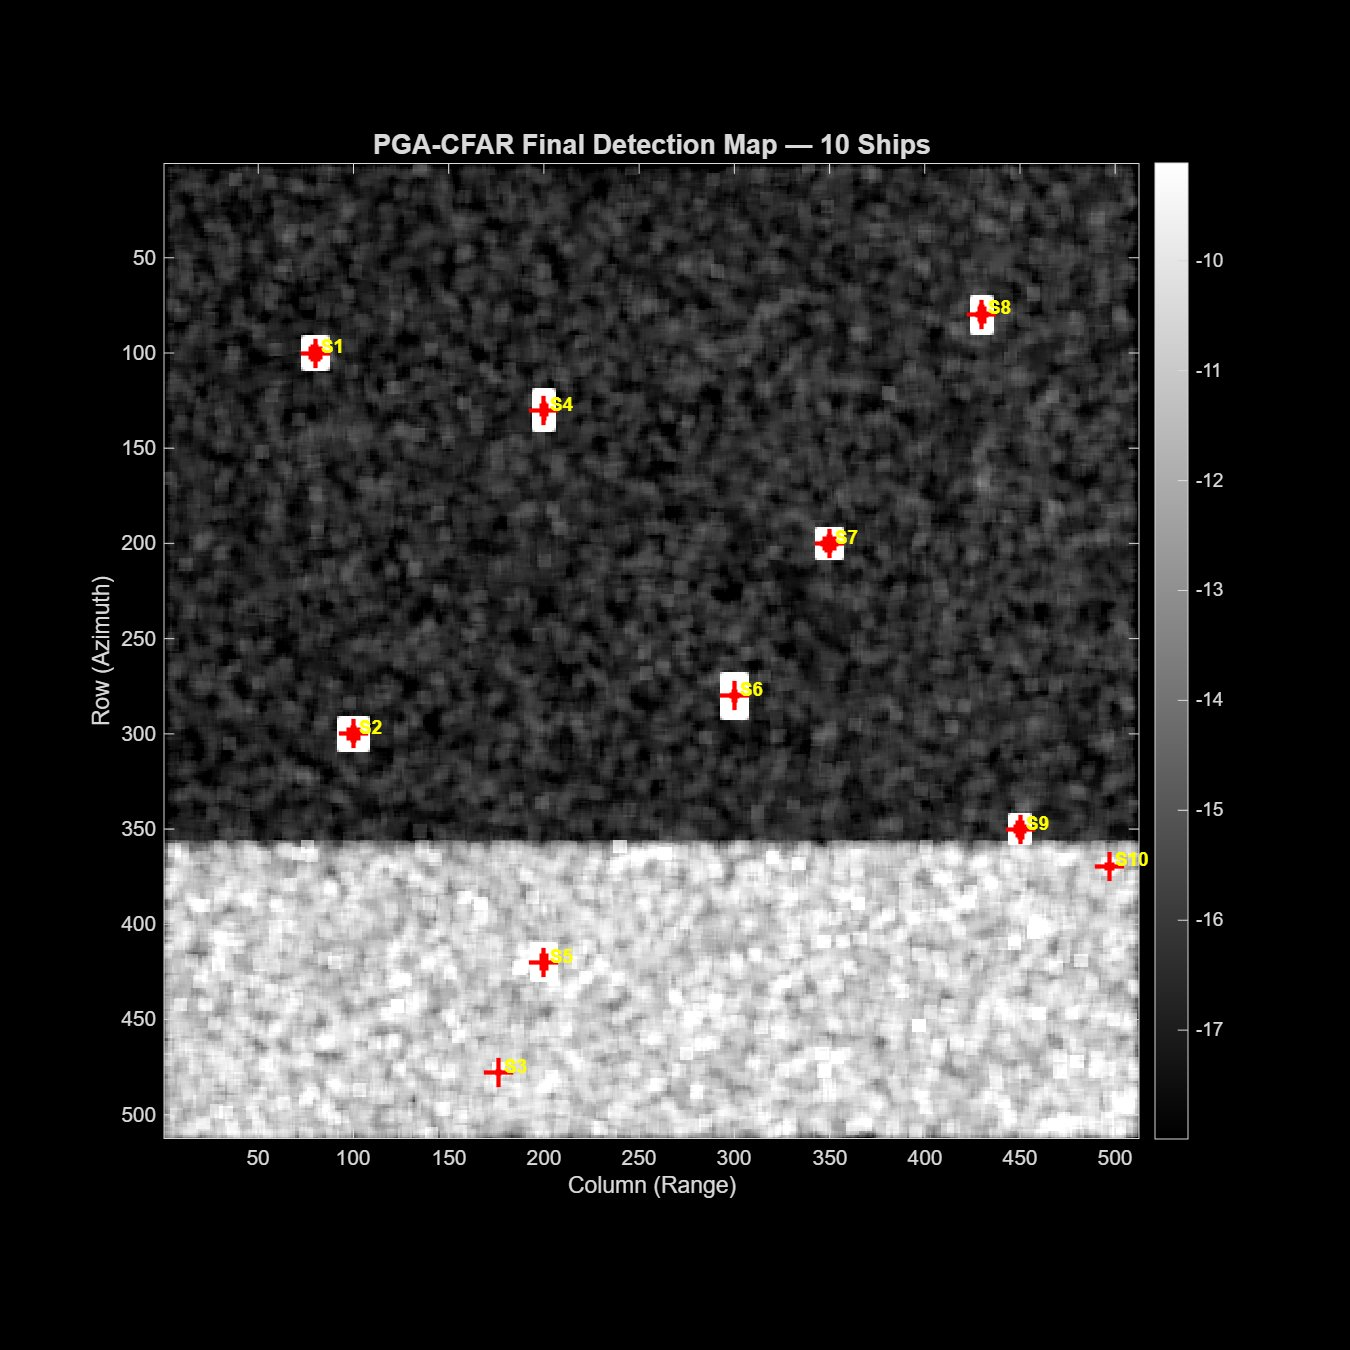 PGA-CFAR Final Detection Map — 10 Ships
50
100
150
200
250
300
350
400
450
500
Row (Azimuth)
S8
S1
S4
S7
S6
S2
S9
S10
S5
S3
50 100 150 200 250 300 350 400 450 500
Column (Range)
-10
-11
-12
-13
-14
-15
-16
-17